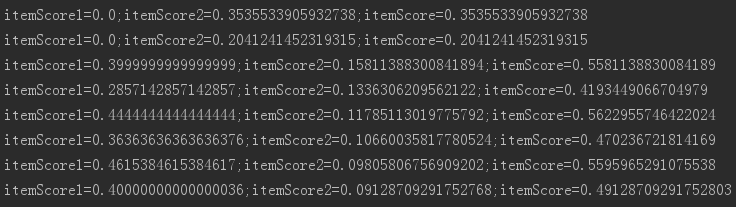 itemScore1=0.0;itemScore2=0.3535533905932738;itemScore=0.3535533905932738
itemScore1=0.0;itemScore2=0.2041241452319315;itemScore=0.2041241452319315
itemScore1=0.3999999999999999;itemScore2=0.15811388300841894;itemScore=0.5581138830084189
itemScore1=0.2857142857142857;itemScore2=0.1336306209562122;itemScore=0.4193449066704979
itemScore1=0.4444444444444444;itemScore2=0.11785113019775792;itemScore=0.5622955746422024
itemScore1=0.36363636363636376;itemScore2=0.10660035817780524;itemScore=0.470236721814169
itemScore1=0.4615384615384617;itemScore2=0.09805806756909202;itemScore=0.5595965291075538
itemScore1=0.40000000000000036;itemScore2=0.09128709291752768;itemScore=0.49128709291752803